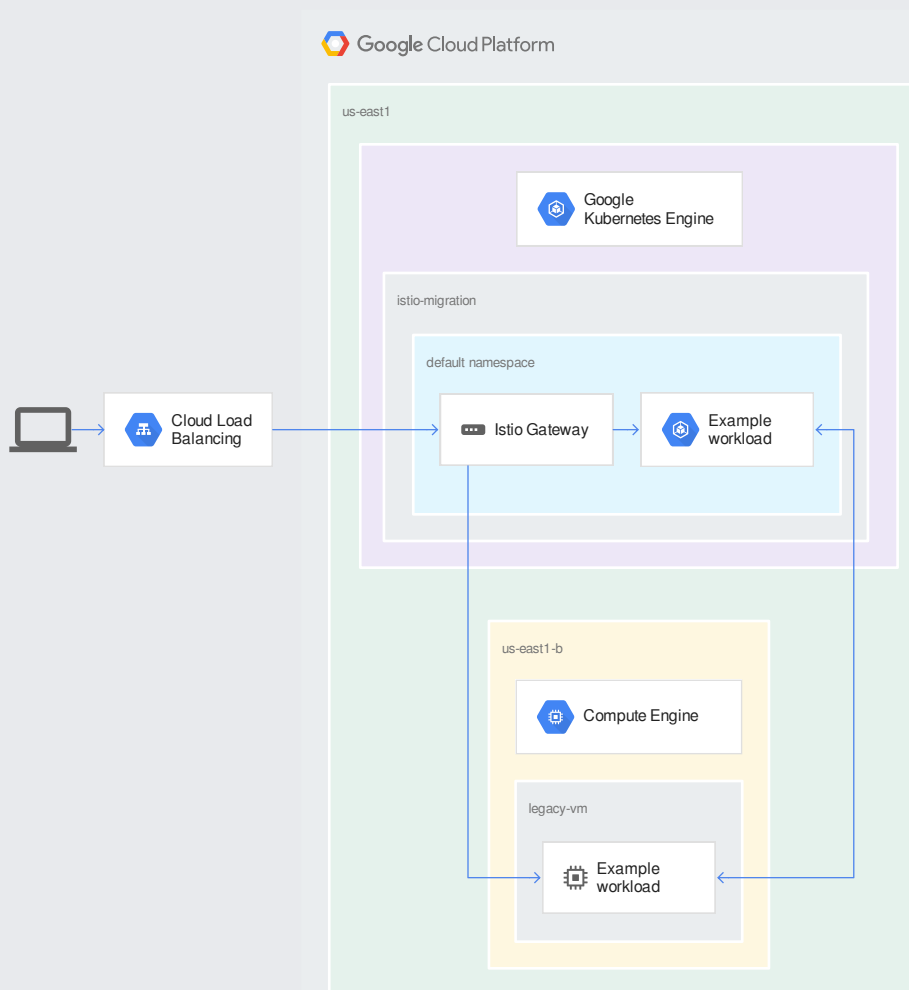 Google Cloud Platform
us-east1
Google
Kubernetes Engine
istio-migration
default namespace
Cloud Load
Balancing
Istio Gateway
Example
workload
us-east1-b
Compute Engine
legacy-vm
Example
workload